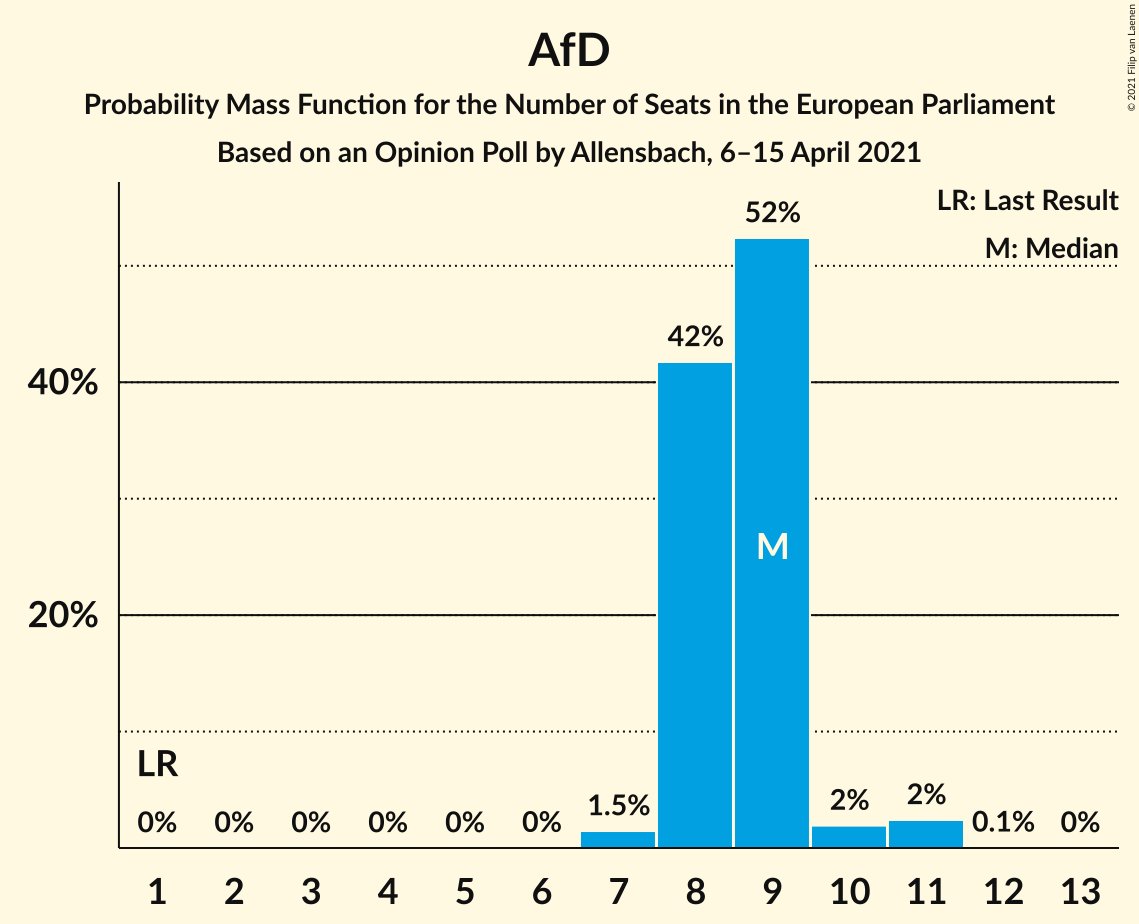 AfD
Probability Mass Function for the Number of Seats in the European Parliament
Based on an Opinion Poll by Allensbach, 6–15 April 2021
© 2021 Filip van Laenen
LR: Last Result
M: Median
52%
42%
40%
M
20%
LR
0% 0% 0% 0% 0% 0% 1.5% 2% 2% 0.1% 0%
1 2 3 4 5 6 7 8 9 10 11 12 13